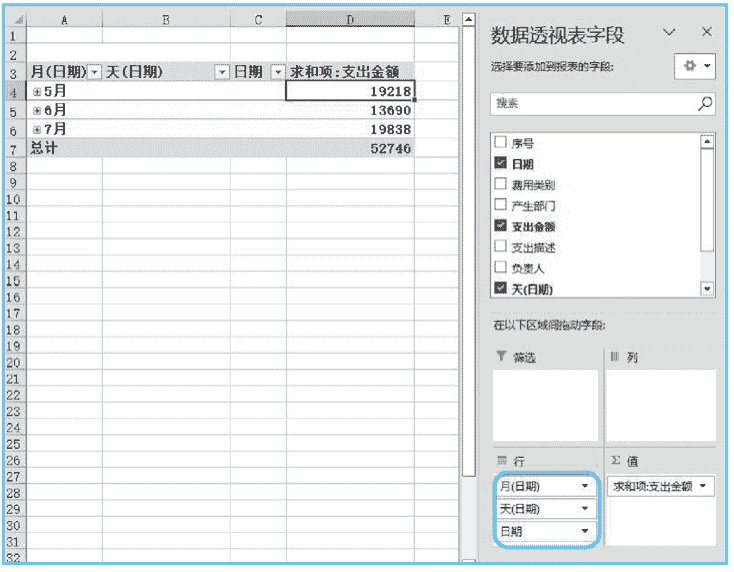 A B C D E
1
2
3 月(日期) 天(日期) 日期 求和项:支出金额
4 5月 19218
5 6月 13690
6 7月 19838
7 总计 52746
8
9
10
11
12
13
14
15
16
17
18
19
20
21
22
23
24
25
26
27
28
29
30
31
32
数据透视表字段
选择要添加到报表的字段:
搜索
序号
日期
费用类别
产生部门
支出金额
支出描述
负责人
天(日期)
在以下区域间拖动字段:
筛选 列
行 Σ 值
月(日期) 求和项:支出金额
天(日期)
日期